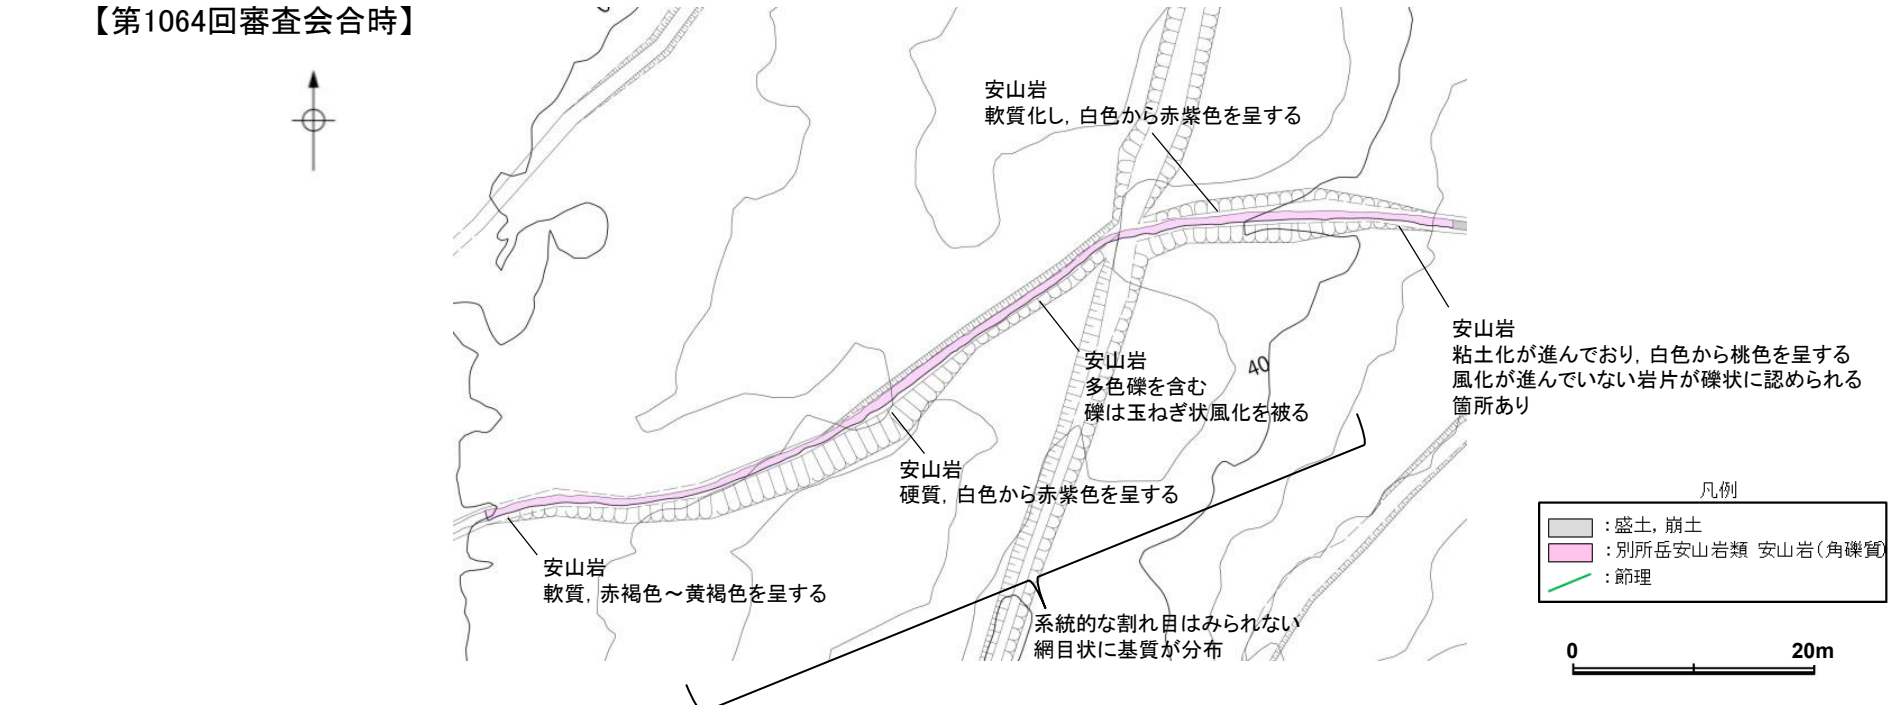 【第1064回審査会合時】
安山岩
軟質化し, 白色から赤紫色を呈する
安山岩
粘土化が進んでおり, 白色から桃色を呈する
風化が進んでいない岩片が礫状に認められる
箇所あり
安山岩
多色礫を含む
礫は玉ねぎ状風化を被る
40
安山岩
硬質, 白色から赤紫色を呈する
安山岩
軟質, 赤褐色～黄褐色を呈する
系統的な割れ目はみられない
網目状に基質が分布
凡例
：盛土, 崩土
：別所岳安山岩類 安山岩(角礫質)
：節理
0 20m